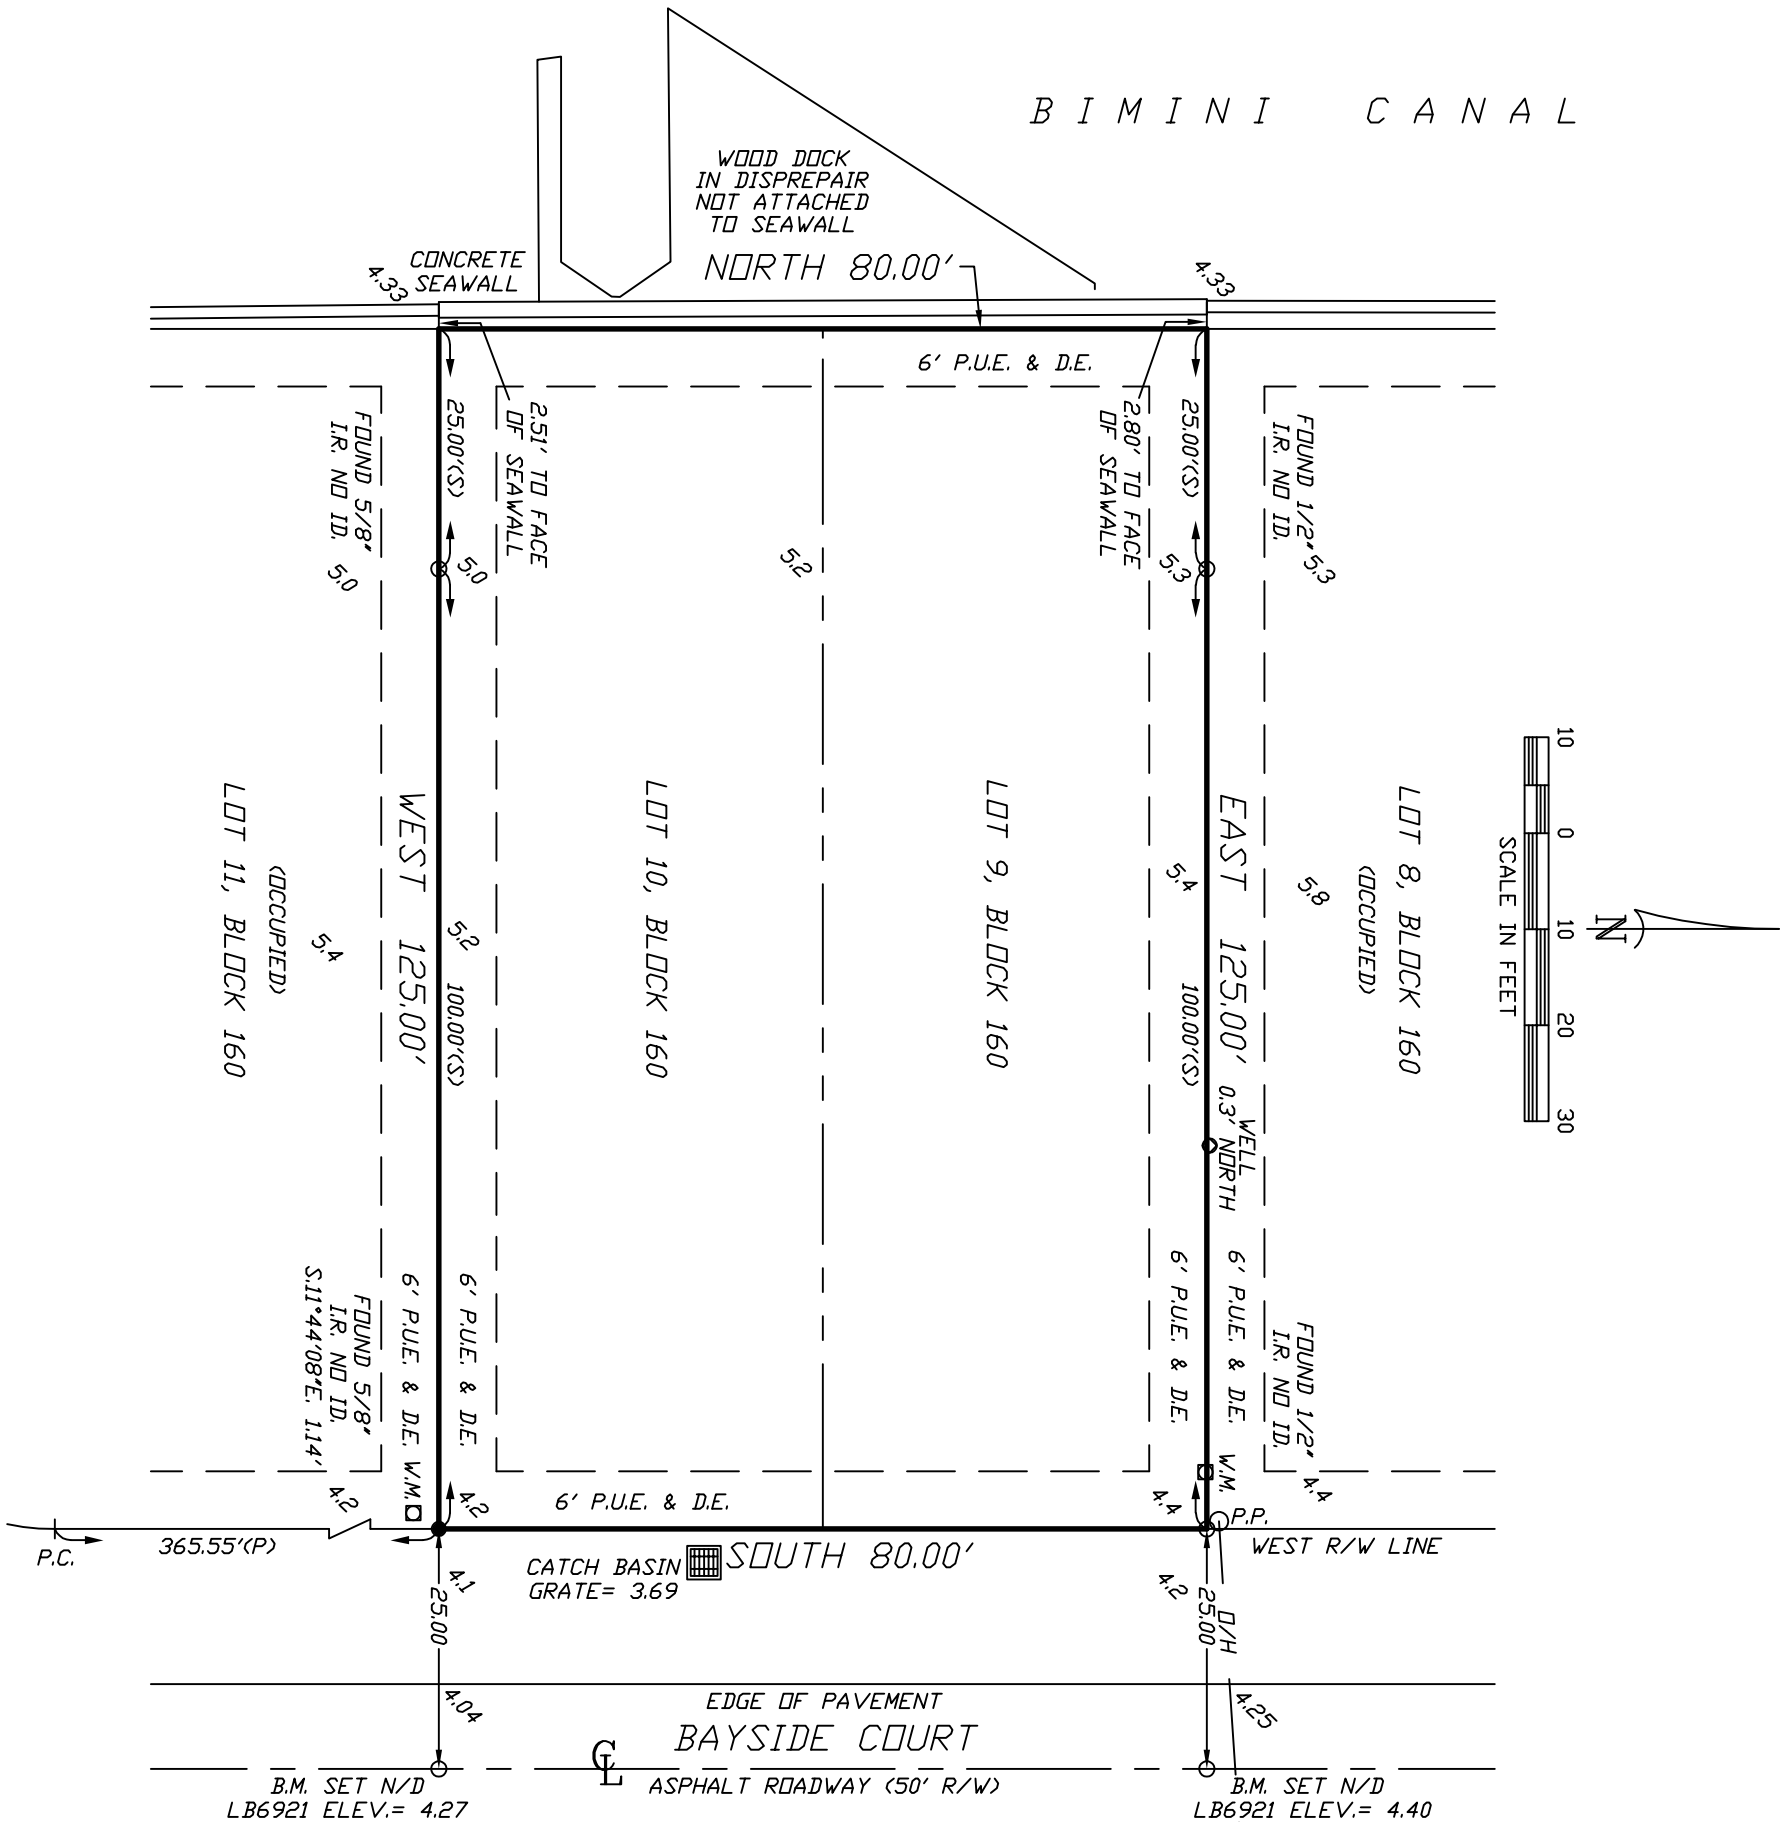 BIMINI CANAL
WOOD DOCK
IN DISPREPAIR
NOT ATTACHED
TO SEAWALL
CONCRETE
SEAWALL
4.33
NORTH 80.00'
4.33
6' P.U.E. & D.E.
FOUND 5/8"
I.R. NO ID.
5.0
25.00'(S)
5.0
2.51' TO FACE
OF SEAWALL
5.2
2.80' TO FACE
OF SEAWALL
25.00'(S)
5.3
FOUND 1/2"
I.R. NO ID.
5.3
LOT 11, BLOCK 160
(OCCUPIED)
5.4
WEST 125.00'
5.2
100.00'(S)
LOT 10, BLOCK 160
LOT 9, BLOCK 160
5.4
100.00'(S)
EAST 125.00'
5.8
(OCCUPIED)
LOT 8, BLOCK 160
10 0 10 20 30
SCALE IN FEET
N
WELL
0.3' NORTH
FOUND 5/8"
I.R. NO ID.
S.11°44'08"E. 1.14'
6' P.U.E. & D.E.
W.M.
6' P.U.E. & D.E.
6' P.U.E. & D.E.
6' P.U.E. & D.E.
W.M.
FOUND 1/2"
I.R. NO ID.
4.2
4.2
6' P.U.E. & D.E.
4.4
4.4
P.P.
P.C.
365.55'(P)
WEST R/W LINE
CATCH BASIN
GRATE= 3.69
SOUTH 80.00'
4.1
25.00
4.2
25.00
O/H
4.04
EDGE OF PAVEMENT
4.25
BAYSIDE COURT
CL
ASPHALT ROADWAY (50' R/W)
B.M. SET N/D
LB6921 ELEV.= 4.27
B.M. SET N/D
LB6921 ELEV.= 4.40